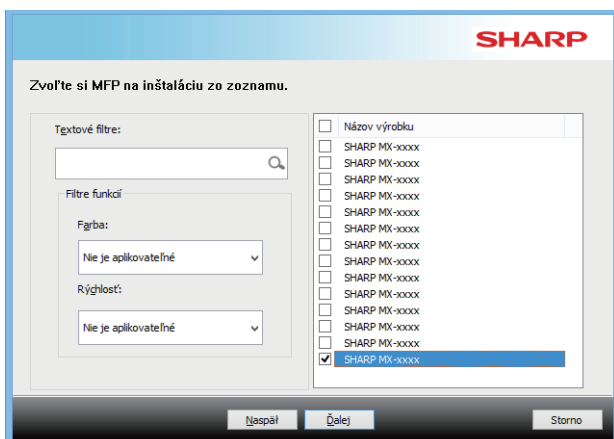 SHARP
Zvoľte si MFP na inštaláciu zo zoznamu.
Textové filtre:
Filtre funkcií
Farba:
Nie je aplikovateľné
Rýchlosť:
Nie je aplikovateľné
Názov výrobku
SHARP MX-xxxx
SHARP MX-xxxx
SHARP MX-xxxx
SHARP MX-xxxx
SHARP MX-xxxx
SHARP MX-xxxx
SHARP MX-xxxx
SHARP MX-xxxx
SHARP MX-xxxx
SHARP MX-xxxx
SHARP MX-xxxx
SHARP MX-xxxx
SHARP MX-xxxx
SHARP MX-xxxx
Naspäť
Ďalej
Storno